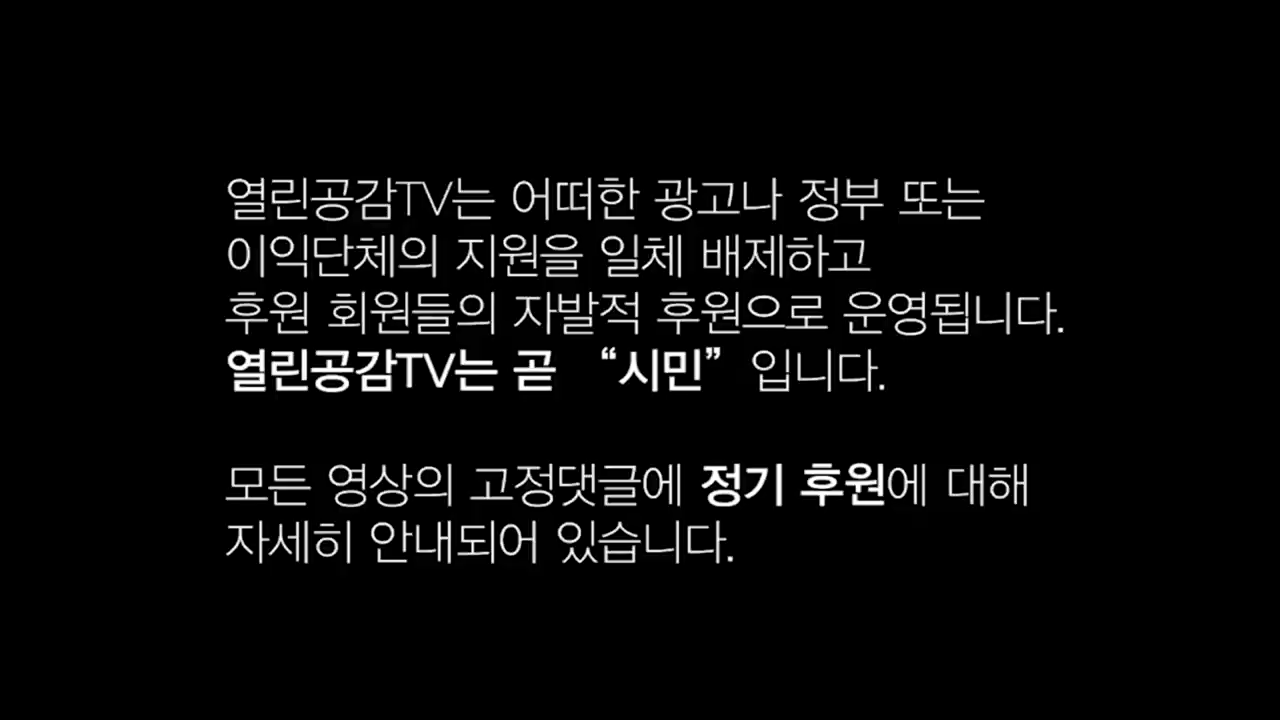 열린공감TV는 어떠한 광고나 정부 또는
이익단체의 지원을 일체 배제하고
후원 회원들의 자발적 후원으로 운영됩니다.
열린공감TV는 곧 “시민” 입니다.
모든 영상의 고정댓글에 정기 후원에 대해
자세히 안내되어 있습니다.